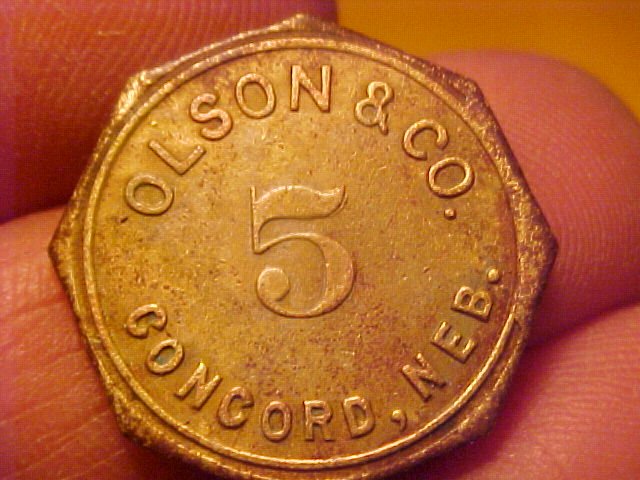 OLSON & CO.
5
CONCORD, NEB.